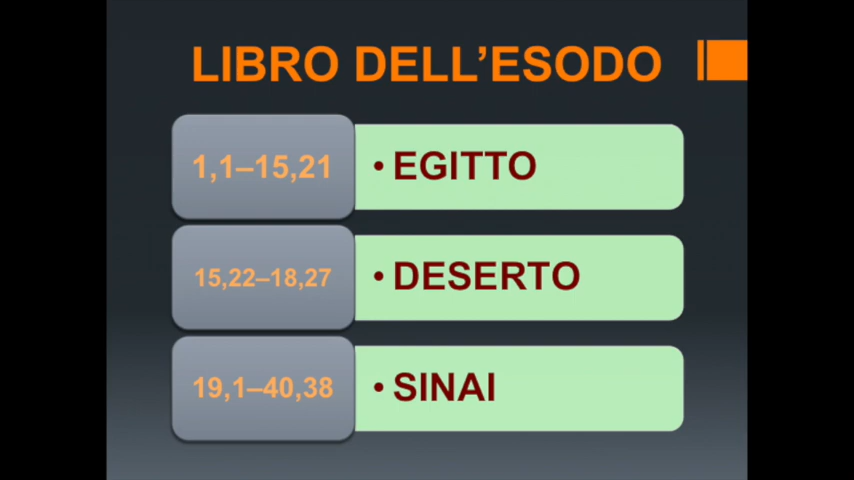 LIBRO DELL’ESODO
1,1–15,21
• EGITTO
15,22–18,27
• DESERTO
19,1–40,38
• SINAI